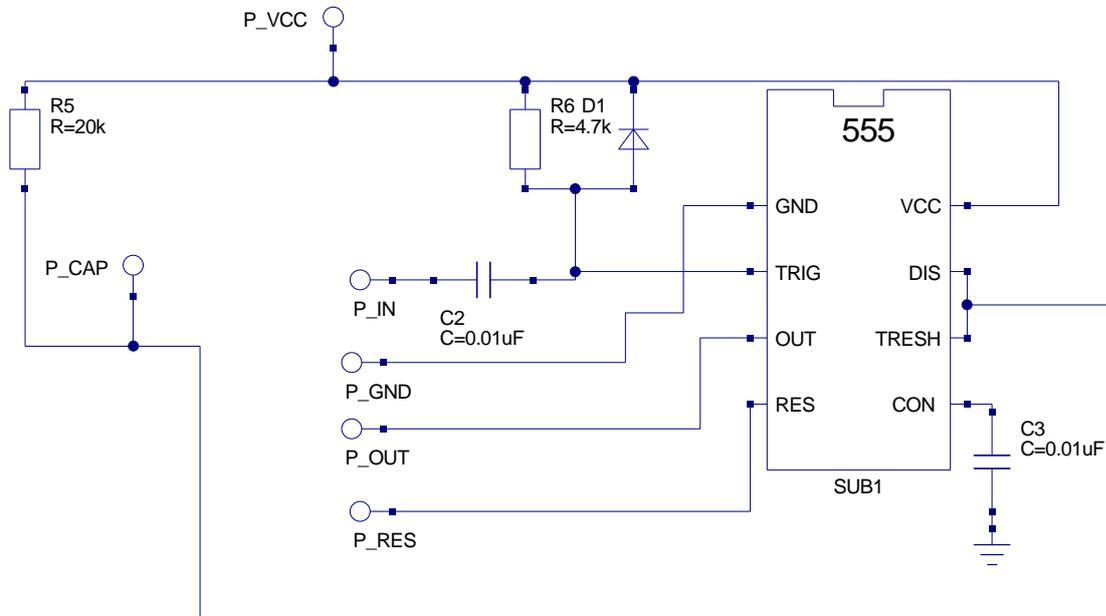 P_VCC
R5
R=20k
R6 D1
R=4.7k
555
GND
VCC
P_CAP
TRIG
DIS
P_IN
C2
C=0.01uF
OUT
TRESH
P_GND
RES
CON
C3
C=0.01uF
P_OUT
SUB1
P_RES